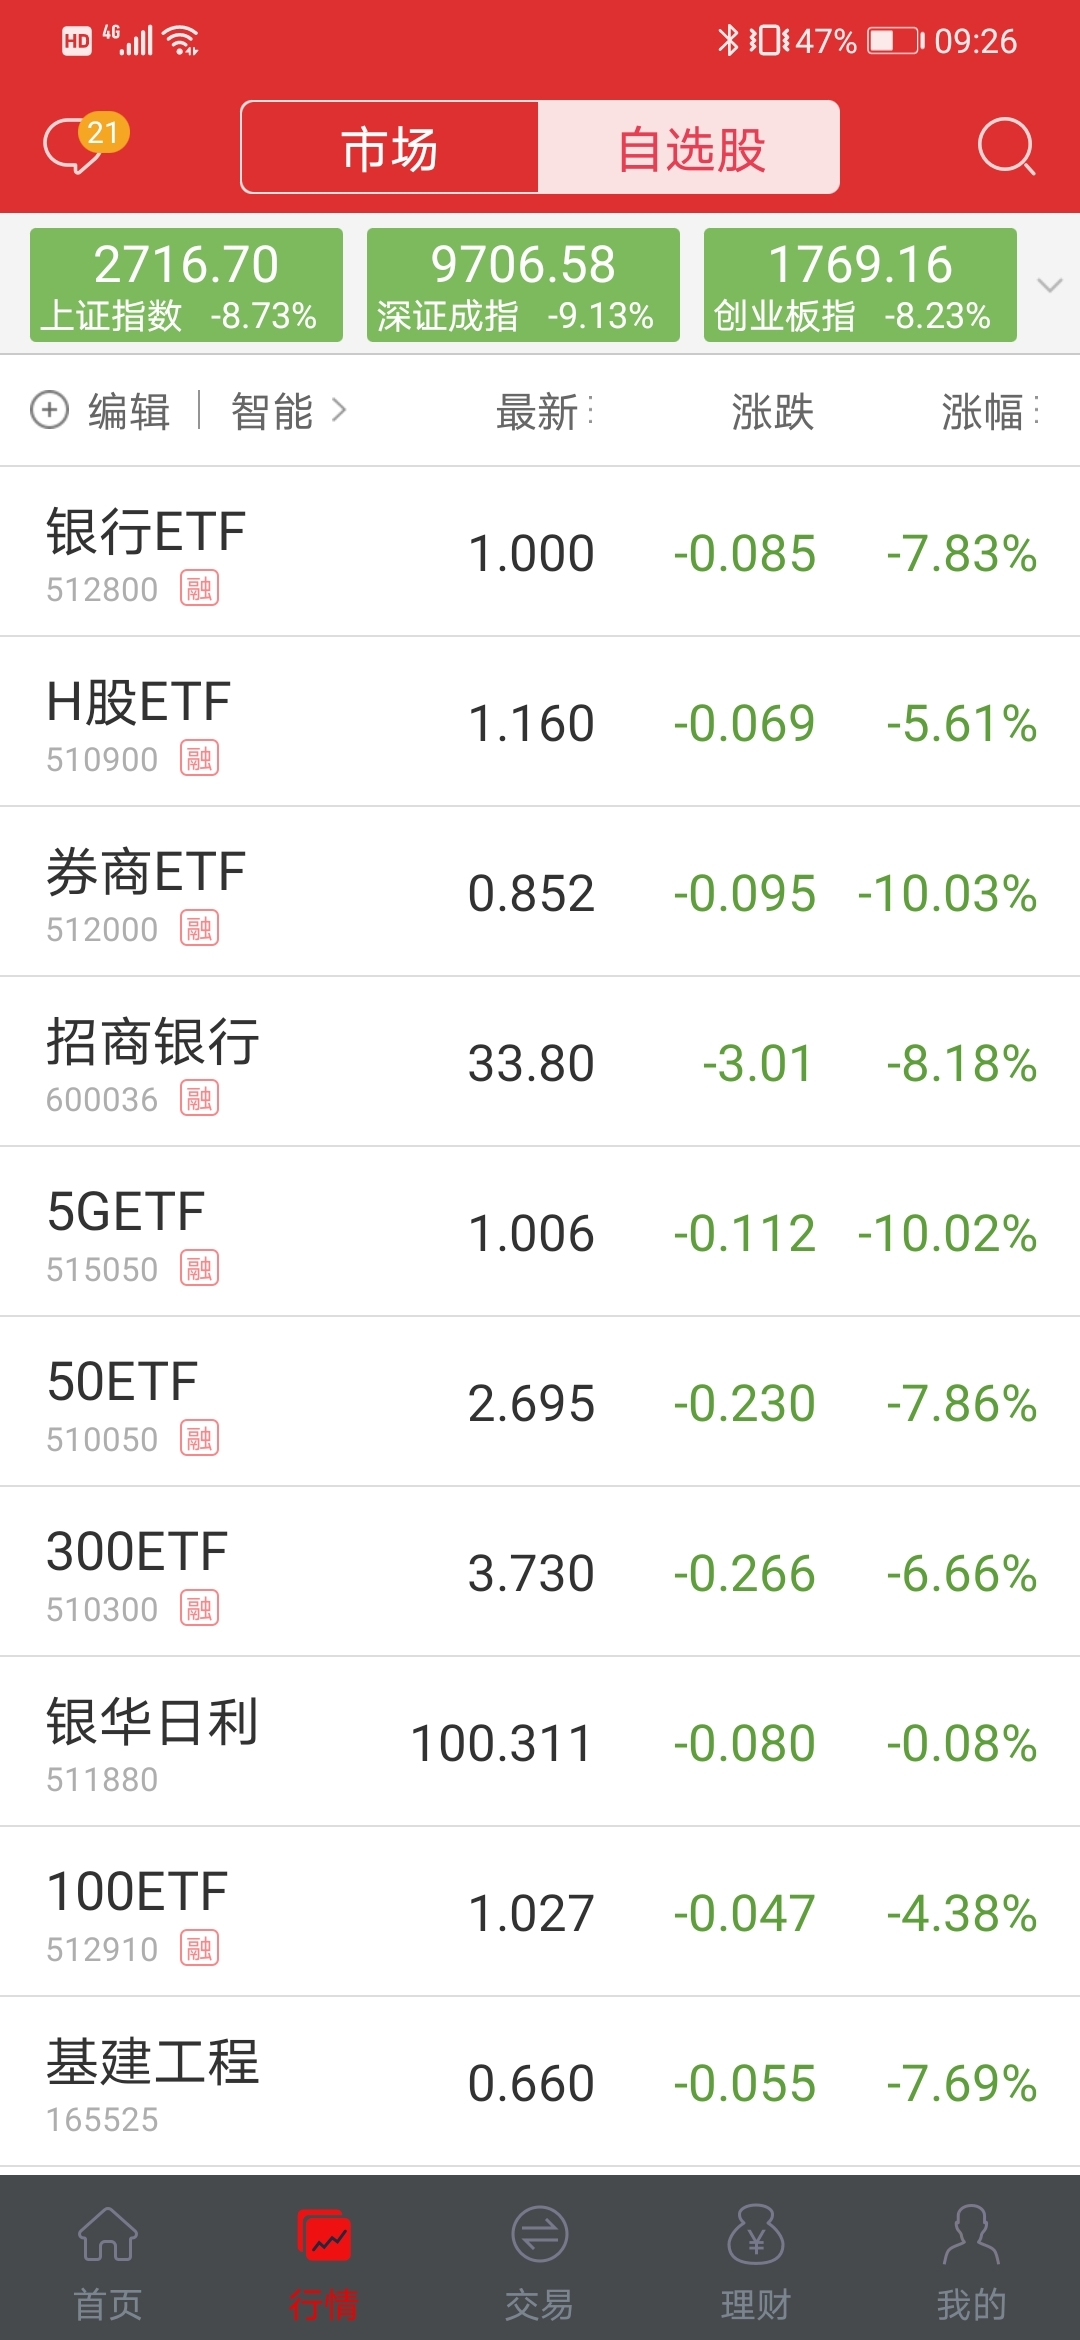 HD 4G 47% 09:26
21 市场 自选股
2716.70 9706.58 1769.16
上证指数 -8.73% 深证成指 -9.13% 创业板指 -8.23%
编辑 智能 最新 涨跌 涨幅
银行ETF 1.000 -0.085 -7.83%
512800 融
H股ETF 1.160 -0.069 -5.61%
510900 融
券商ETF 0.852 -0.095 -10.03%
512000 融
招商银行 33.80 -3.01 -8.18%
600036 融
5GETF 1.006 -0.112 -10.02%
515050 融
50ETF 2.695 -0.230 -7.86%
510050 融
300ETF 3.730 -0.266 -6.66%
510300 融
银华日利 100.311 -0.080 -0.08%
511880
100ETF 1.027 -0.047 -4.38%
512910 融
基建工程 0.660 -0.055 -7.69%
165525
首页 行情 交易 理财 我的